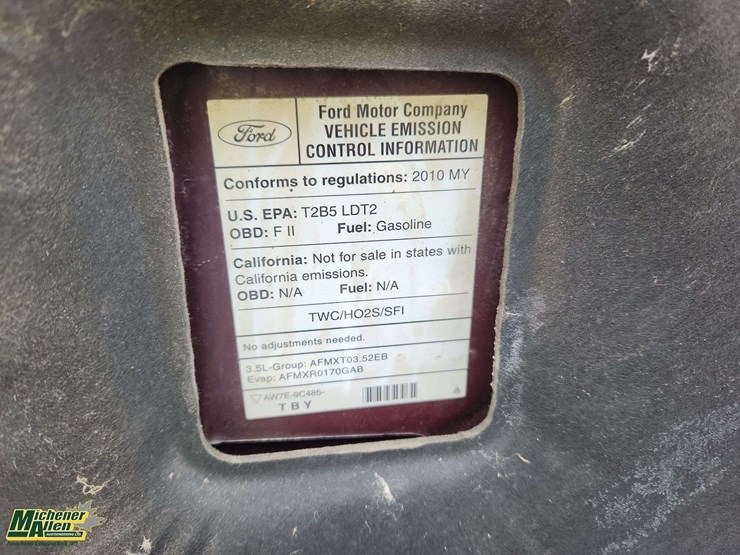 Ford
Ford Motor Company
VEHICLE EMISSION
CONTROL INFORMATION
Conforms to regulations: 2010 MY
U.S. EPA: T2B5 LDT2
OBD: F II Fuel: Gasoline
California: Not for sale in states with
California emissions.
OBD: N/A Fuel: N/A
TWC/HO2S/SFI
No adjustments needed.
3.5L-Group: AFMXT03.52EB
Evap: AFMXR0170GAB
AW7E-9C485-
TBY
Michener
Allen
AUCTIONEERING LTD.